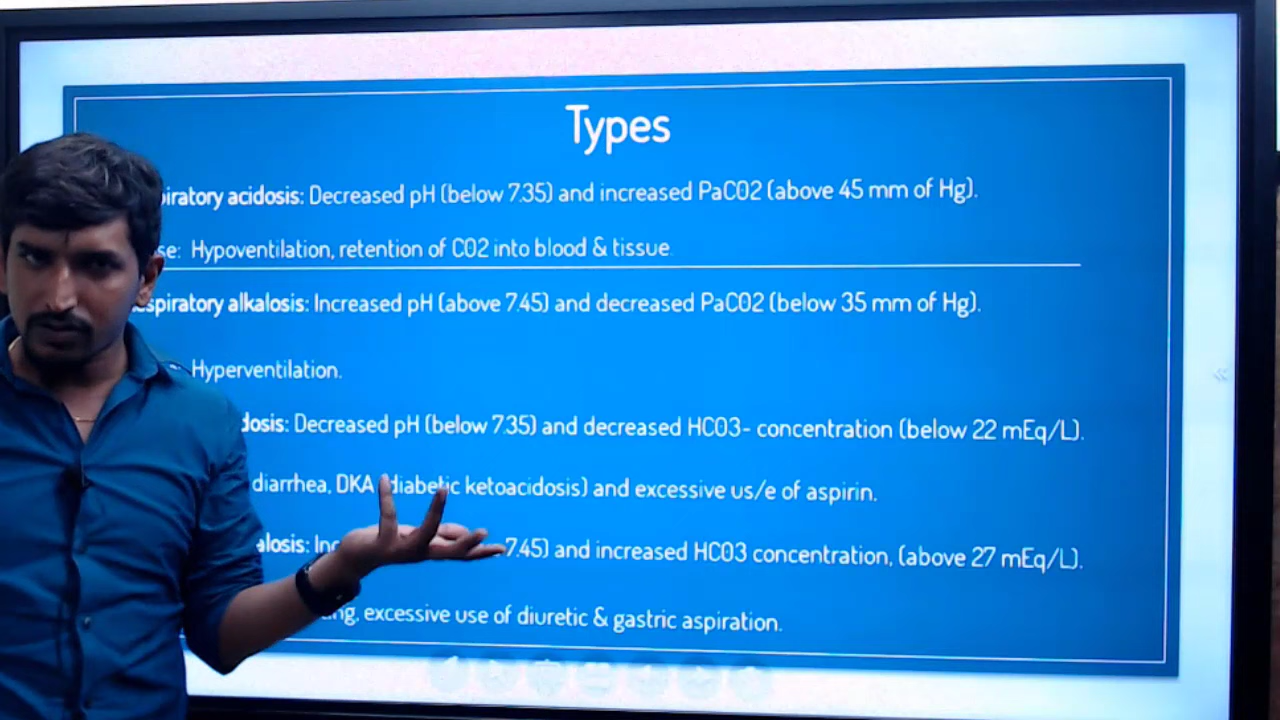 Types
piratory acidosis: Decreased pH (below 7.35) and increased PaCO2 (above 45 mm of Hg).
se: Hypoventilation, retention of CO2 into blood & tissue.
espiratory alkalosis: Increased pH (above 7.45) and decreased PaCO2 (below 35 mm of Hg).
Hyperventilation.
dosis: Decreased pH (below 7.35) and decreased HCO3- concentration (below 22 mEq/L).
diarrhea, DKA (diabetic ketoacidosis) and excessive us/e of aspirin.
alosis: Inc 7.45) and increased HCO3 concentration, (above 27 mEq/L).
ng, excessive use of diuretic & gastric aspiration.